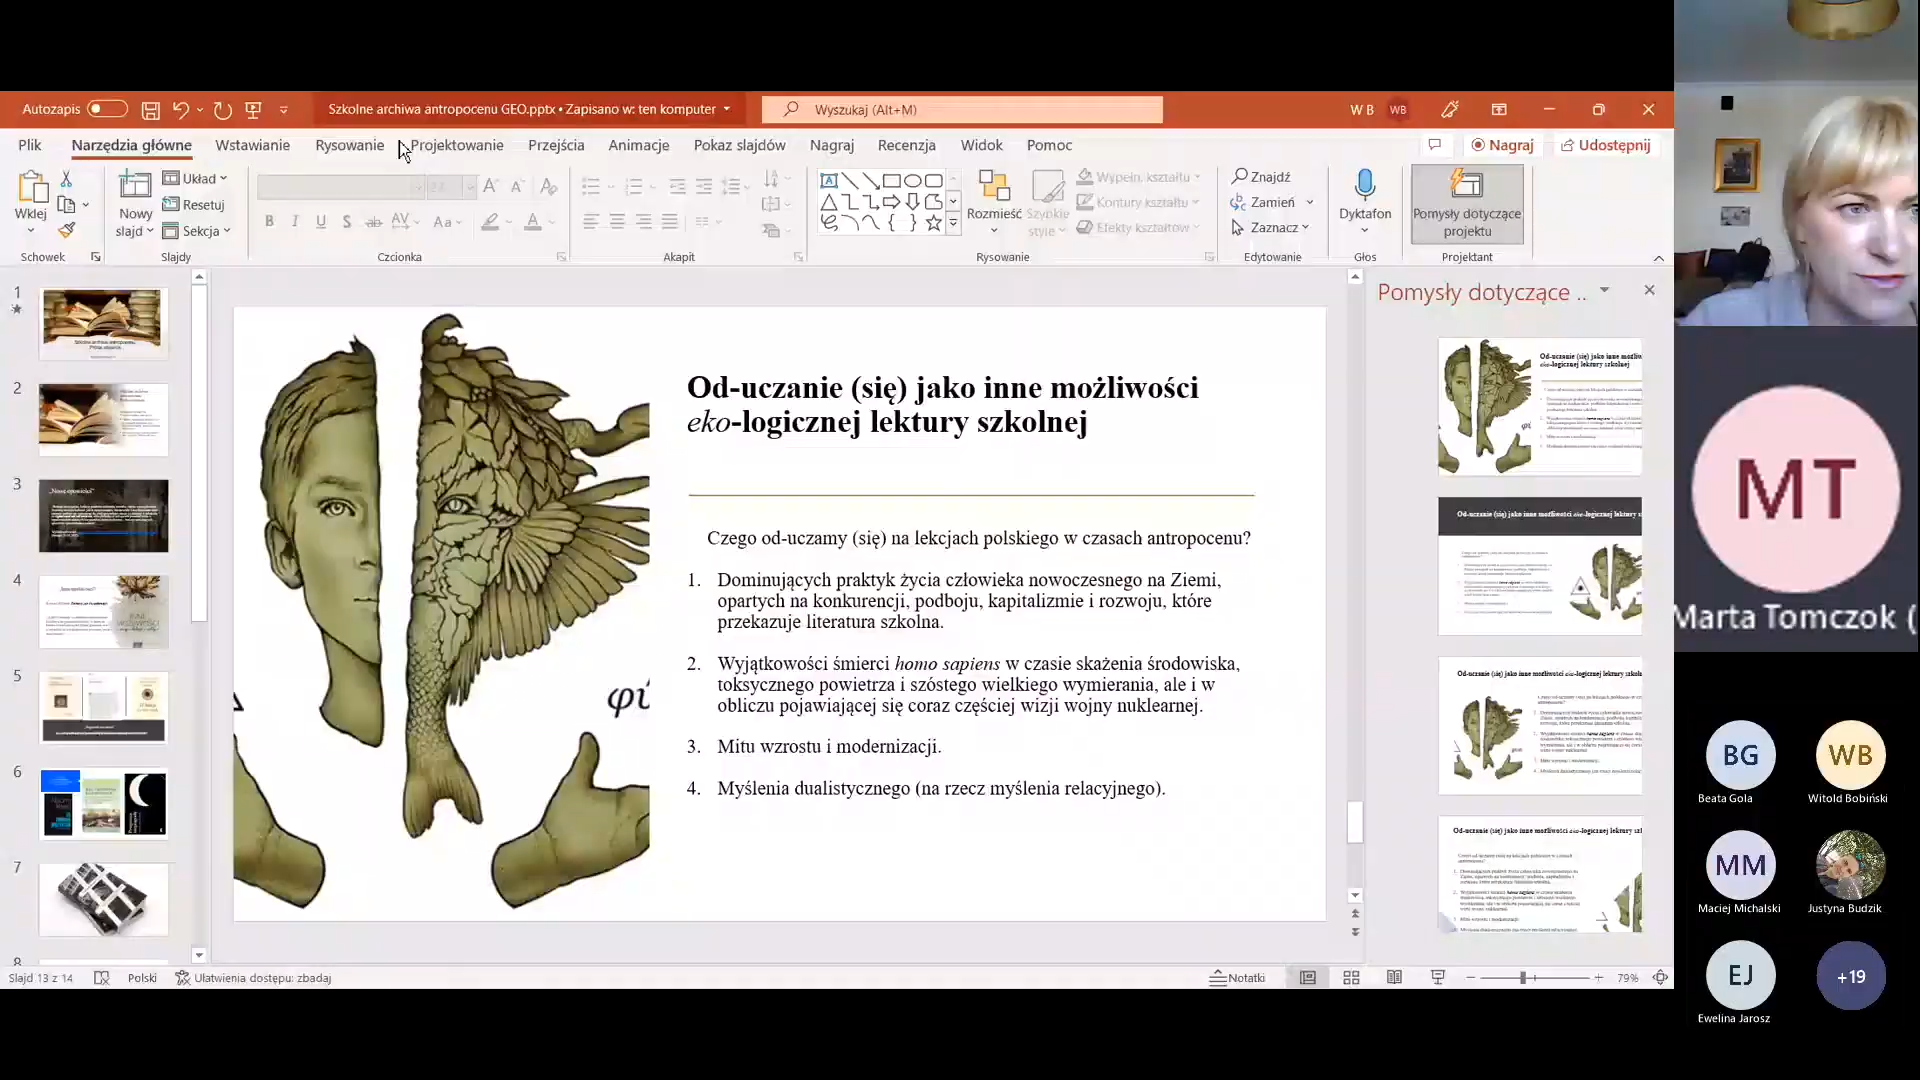 Autozapis
Szkolne archiwa antropocenu GEO.pptx • Zapisano w: ten komputer
Wyszukaj (Alt+M)
W B
WB
Plik
Narzędzia główne
Wstawianie
Rysowanie
Projektowanie
Przejścia
Animacje
Pokaz slajdów
Nagraj
Recenzja
Widok
Pomoc
Nagraj
Udostępnij
Wklej
Nowy
slajd
Układ
Resetuj
Sekcja
Znajdź
Zamień
Zaznacz
Rozmieść
Szybkie
style
Wypełn. kształtu
Kontury kształtu
Efekty kształtów
Dyktafon
Pomysły dotyczące
projektu
Schowek
Slajdy
Czcionka
Akapit
Rysowanie
Edytowanie
Głos
Projektant
Pomysły dotyczące ..
1
2
3
4
5
6
7
8
Od-uczanie (się) jako inne możliwości
eko-logicznej lektury szkolnej
Czego od-uczamy (się) na lekcjach polskiego w czasach antropocenu?
1. Dominujących praktyk życia człowieka nowoczesnego na Ziemi,
opartych na konkurencji, podboju, kapitalizmie i rozwoju, które
przekazuje literatura szkolna.
2. Wyjątkowości śmierci homo sapiens w czasie skażenia środowiska,
toksycznego powietrza i szóstego wielkiego wymierania, ale i w
obliczu pojawiającej się coraz częściej wizji wojny nuklearnej.
3. Mitu wzrostu i modernizacji.
4. Myślenia dualistycznego (na rzecz myślenia relacyjnego).
Slajd 13 z 14
Polski
Ułatwienia dostępu: zbadaj
Notatki
79%
MT
Marta Tomczok (
BG
Beata Gola
WB
Witold Bobiński
MM
Maciej Michalski
Justyna Budzik
EJ
Ewelina Jarosz
+19